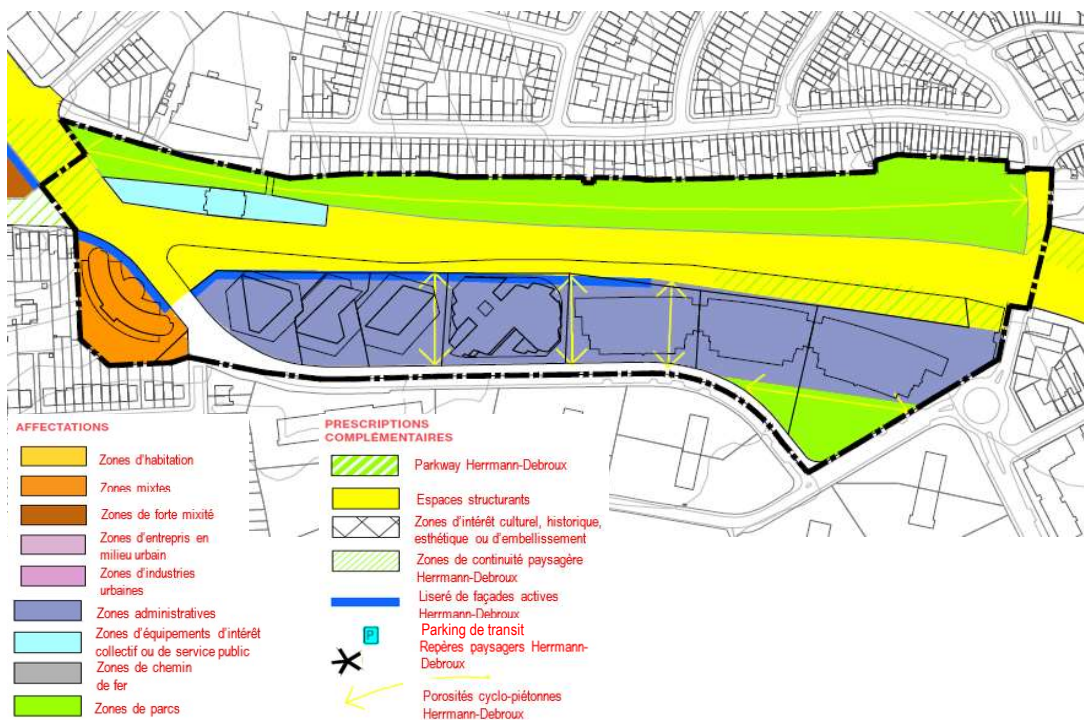 AFFECTATIONS
Zones d'habitation
Zones mixtes
Zones de forte mixité
Zones d'entrepris en
milieu urbain
Zones d'industries
urbaines
Zones administratives
Zones d'équipements d'intérêt
collectif ou de service public
Zones de chemin
de fer
Zones de parcs
PRESCRIPTIONS
COMPLÉMENTAIRES
Parkway Herrmann-Debroux
Espaces structurants
Zones d'intérêt culturel, historique,
esthétique ou d'embellissement
Zones de continuité paysagère
Herrmann-Debroux
Liseré de façades actives
Herrmann-Debroux
P
Parking de transit
Repères paysagers Herrmann-
Debroux
Porosités cyclo-piétonnes
Herrmann-Debroux